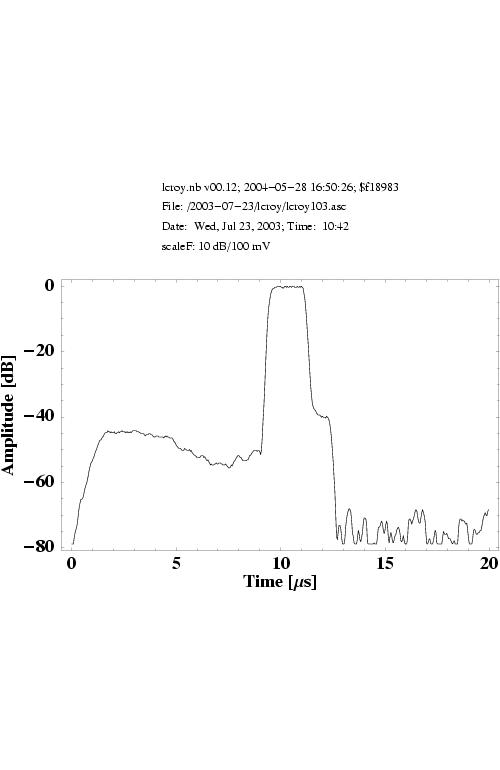 lcroy.nb v00.12; 2004-05-28 16:50:26; $f18983
File: /2003-07-23/lcroy/lcroy103.asc
Date: Wed, Jul 23, 2003; Time: 10:42
scaleF: 10 dB/100 mV
0
-20
-40
-60
-80
Amplitude [dB]
0 5 10 15 20
Time [μs]